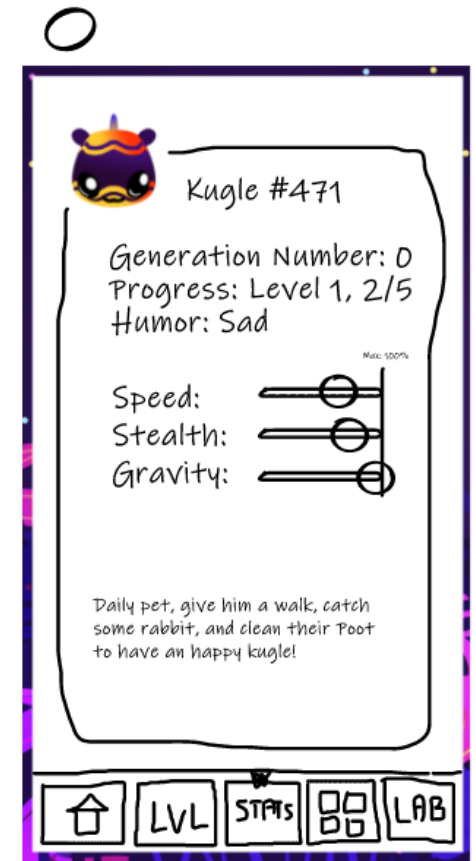 Kugle #471
Generation Number: 0
Progress: Level 1, 2/5
Humor: Sad
Max: 100%
Speed:
Stealth:
Gravity:
Daily pet, give him a walk, catch
some rabbit, and clean their Poot
to have an happy kugle!
LVL STATS LAB